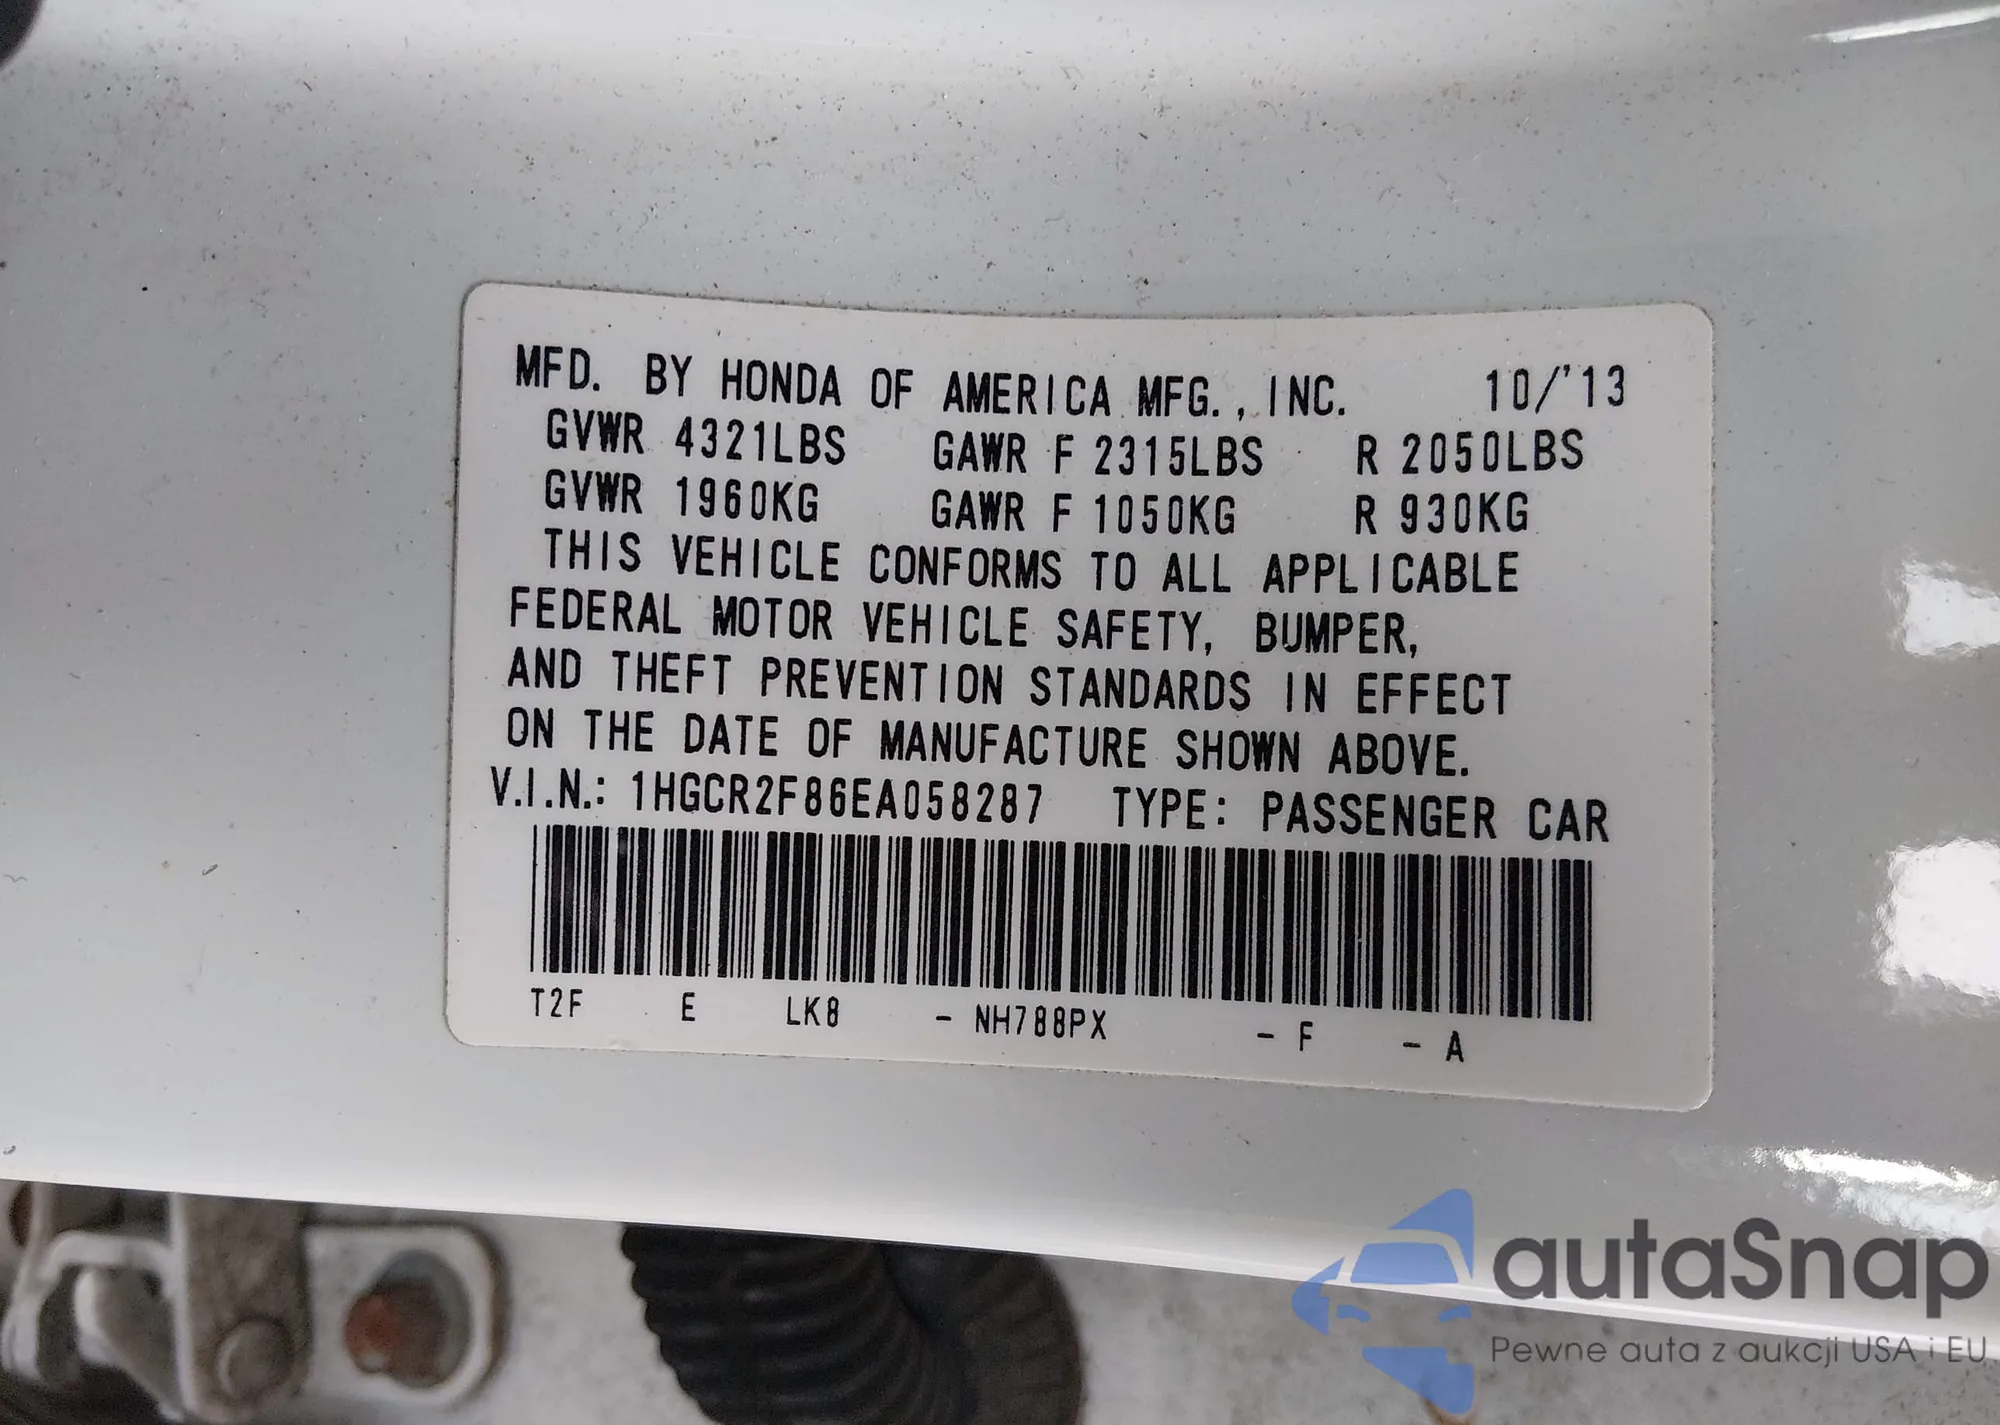 MFD. BY HONDA OF AMERICA MFG., INC. 10/'13
GVWR 4321LBS GAWR F 2315LBS R 2050LBS
GVWR 1960KG GAWR F 1050KG R 930KG
THIS VEHICLE CONFORMS TO ALL APPLICABLE
FEDERAL MOTOR VEHICLE SAFETY, BUMPER,
AND THEFT PREVENTION STANDARDS IN EFFECT
ON THE DATE OF MANUFACTURE SHOWN ABOVE.
V.I.N.: 1HGCR2F86EA058287 TYPE: PASSENGER CAR
T2F E LK8 - NH788PX - F - A
autaSnap
Pewne auta z aukcji USA i EU